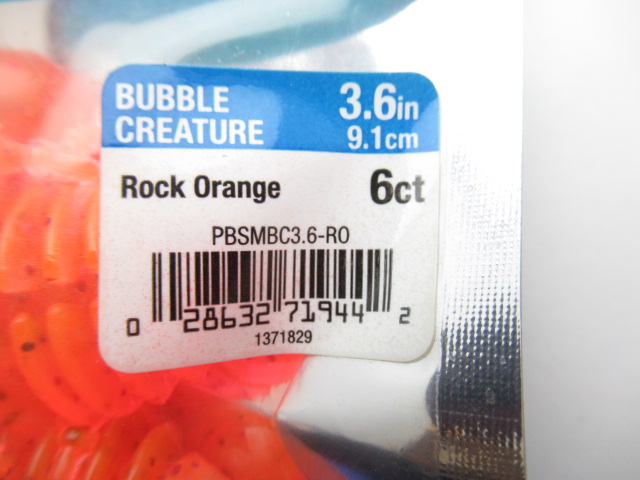 BUBBLE 3.6in
CREATURE 9.1cm
Rock Orange 6ct
PBSMBC3.6-RO
0 28632 71944 2
1371829